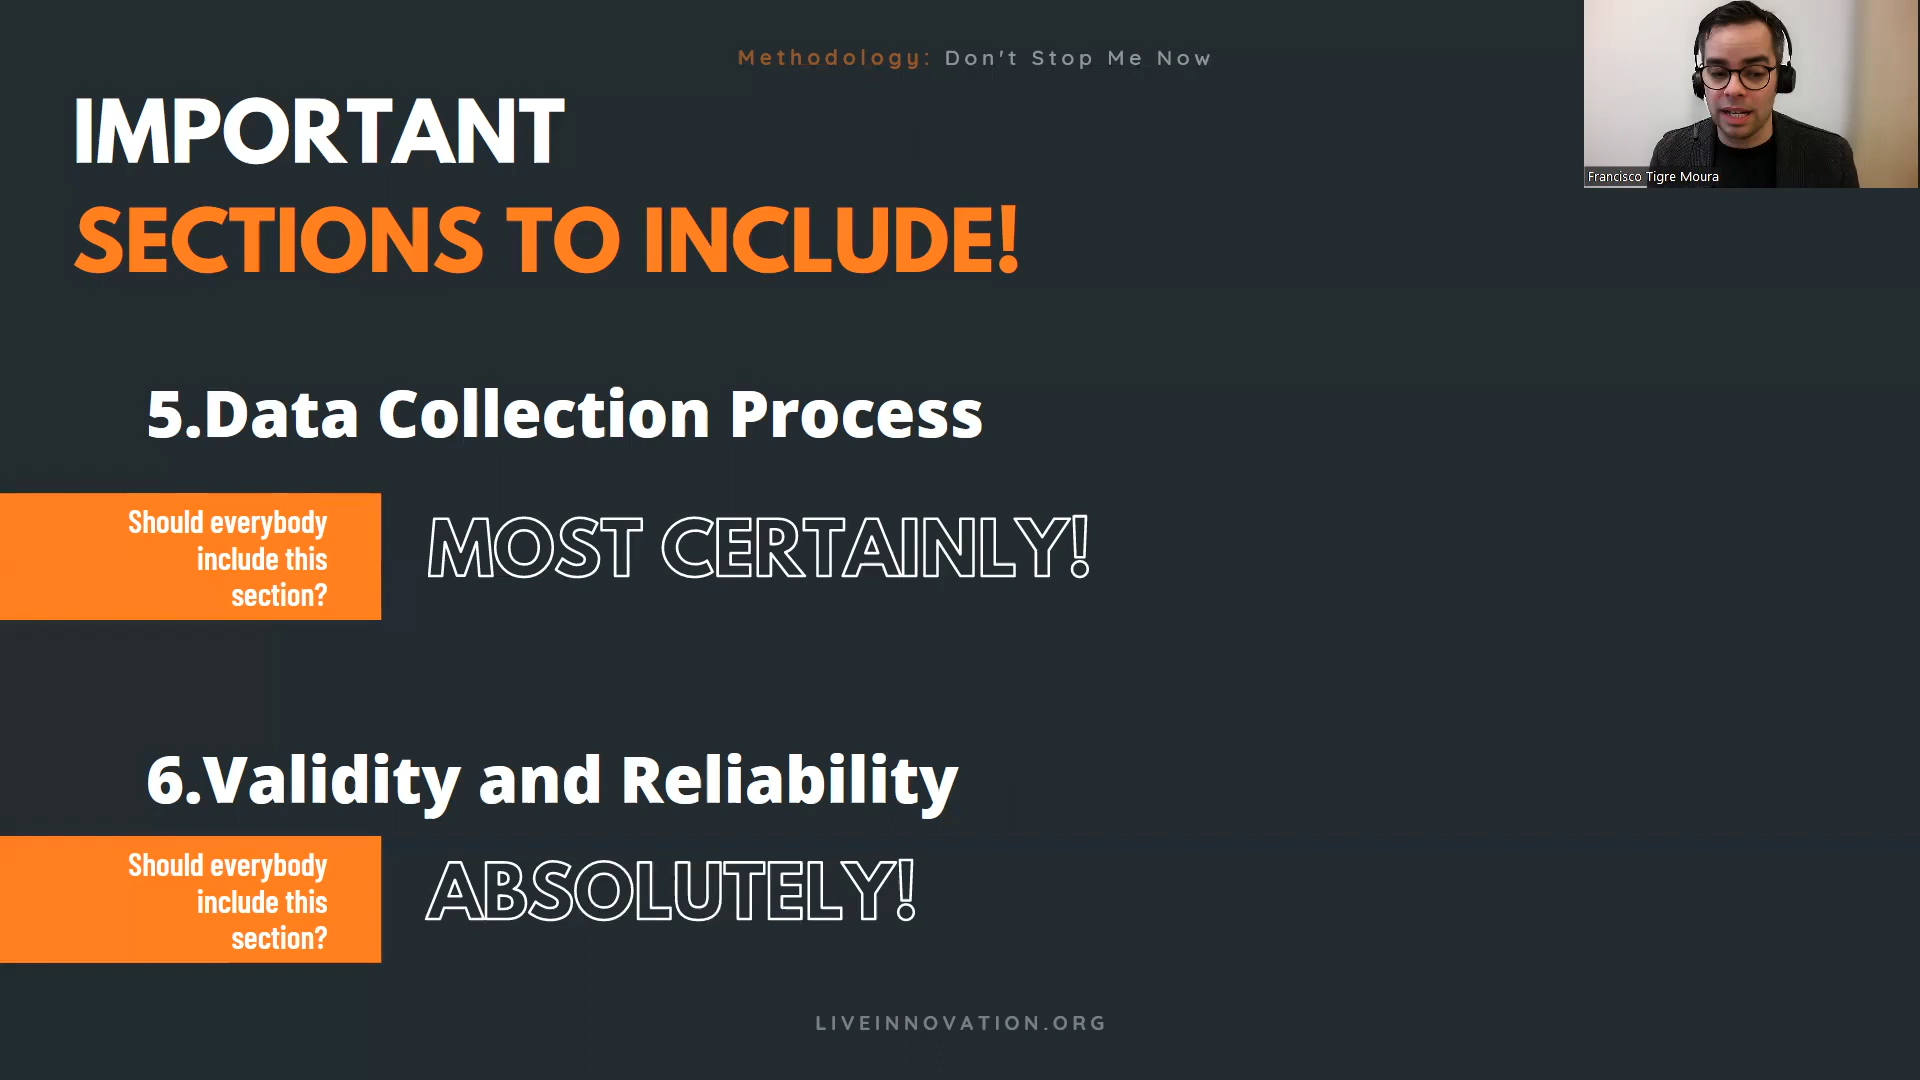 Methodology: Don't Stop Me Now
IMPORTANT
SECTIONS TO INCLUDE!
Francisco Tigre Moura
5.Data Collection Process
Should everybody
include this
section?
MOST CERTAINLY!
6.Validity and Reliability
Should everybody
include this
section?
ABSOLUTELY!
LIVEINNOVATION.ORG